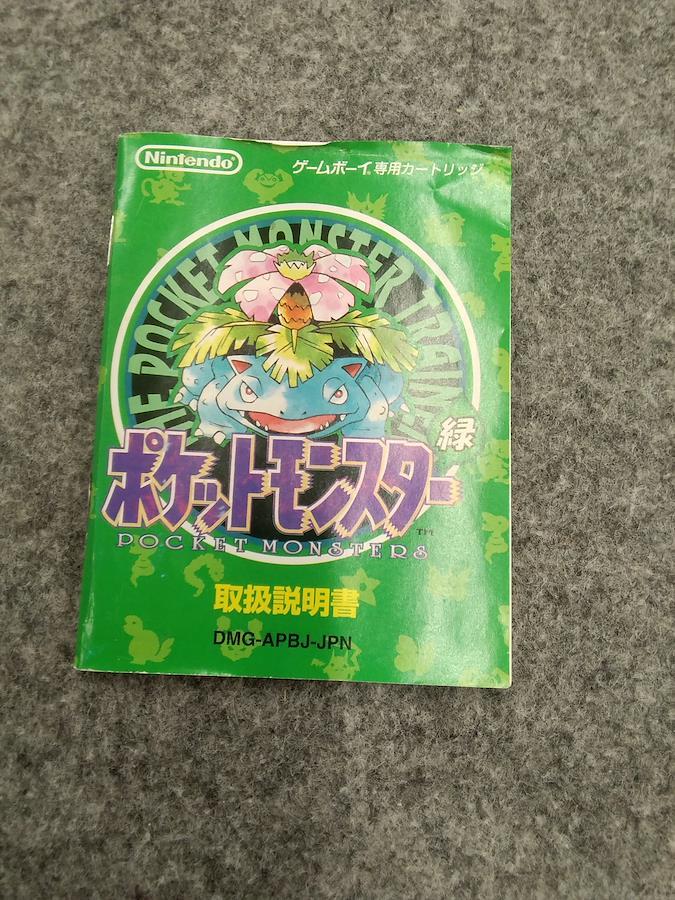 Nintendo®
ゲームボーイ®専用カートリッジ
THE POCKET MONSTER TRAINER
緑
ポケットモンスター
TM
POCKET MONSTERS
取扱説明書
DMG-APBJ-JPN